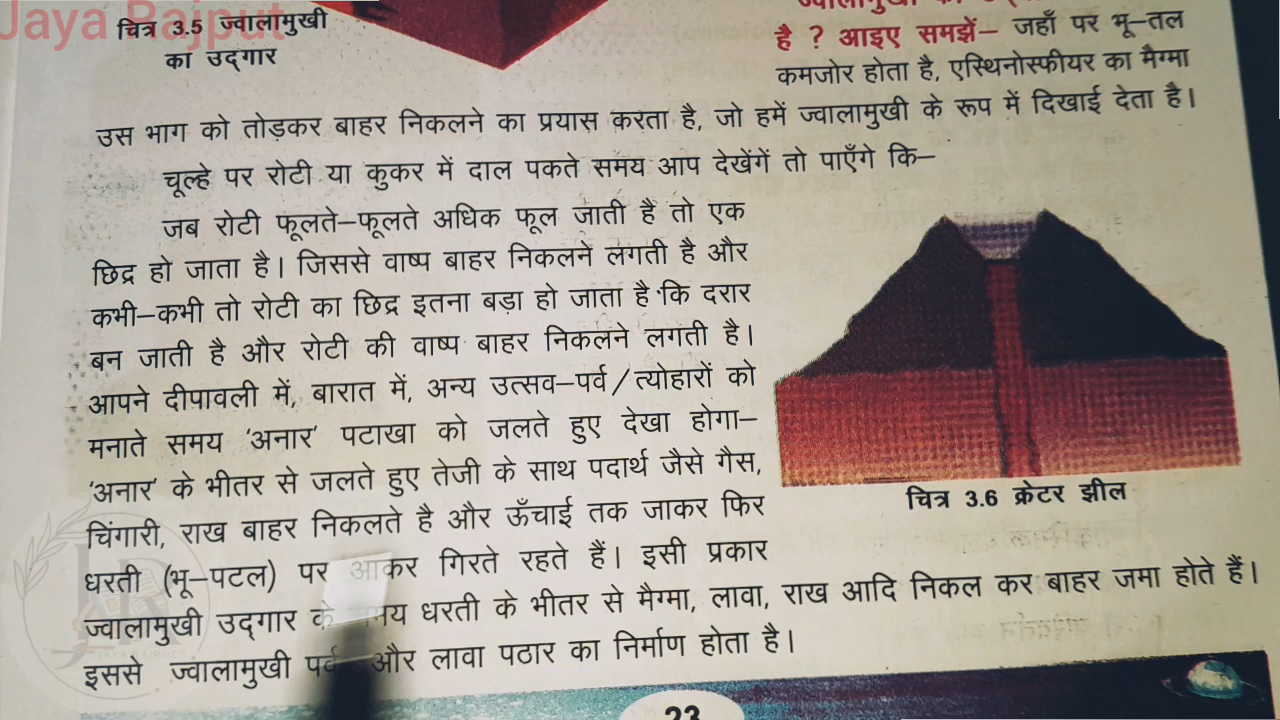 Jaya Rajput
चित्र 3.5 ज्वालामुखी
का उद्गार
है ? आइए समझें– जहाँ पर भू–तल
कमजोर होता है, एस्थिनोस्फीयर का मैग्मा
उस भाग को तोड़कर बाहर निकलने का प्रयास करता है, जो हमें ज्वालामुखी के रूप में दिखाई देता है।
चूल्हे पर रोटी या कुकर में दाल पकते समय आप देखेंगें तो पाएँगे कि–
जब रोटी फूलते–फूलते अधिक फूल जाती है तो एक
छिद्र हो जाता है। जिससे वाष्प बाहर निकलने लगती है और
कभी–कभी तो रोटी का छिद्र इतना बड़ा हो जाता है कि दरार
बन जाती है और रोटी की वाष्प बाहर निकलने लगती है।
आपने दीपावली में, बारात में, अन्य उत्सव–पर्व/त्योहारों को
मनाते समय 'अनार' पटाखा को जलते हुए देखा होगा–
'अनार' के भीतर से जलते हुए तेजी के साथ पदार्थ जैसे गैस,
चिंगारी, राख बाहर निकलते है और ऊँचाई तक जाकर फिर
धरती (भू–पटल) पर आकर गिरते रहते हैं। इसी प्रकार
ज्वालामुखी उद्गार के धरती के भीतर से मैग्मा, लावा, राख आदि निकल कर बाहर जमा होते हैं।
इससे ज्वालामुखी और लावा पठार का निर्माण होता है।
चित्र 3.6 क्रेटर झील
23